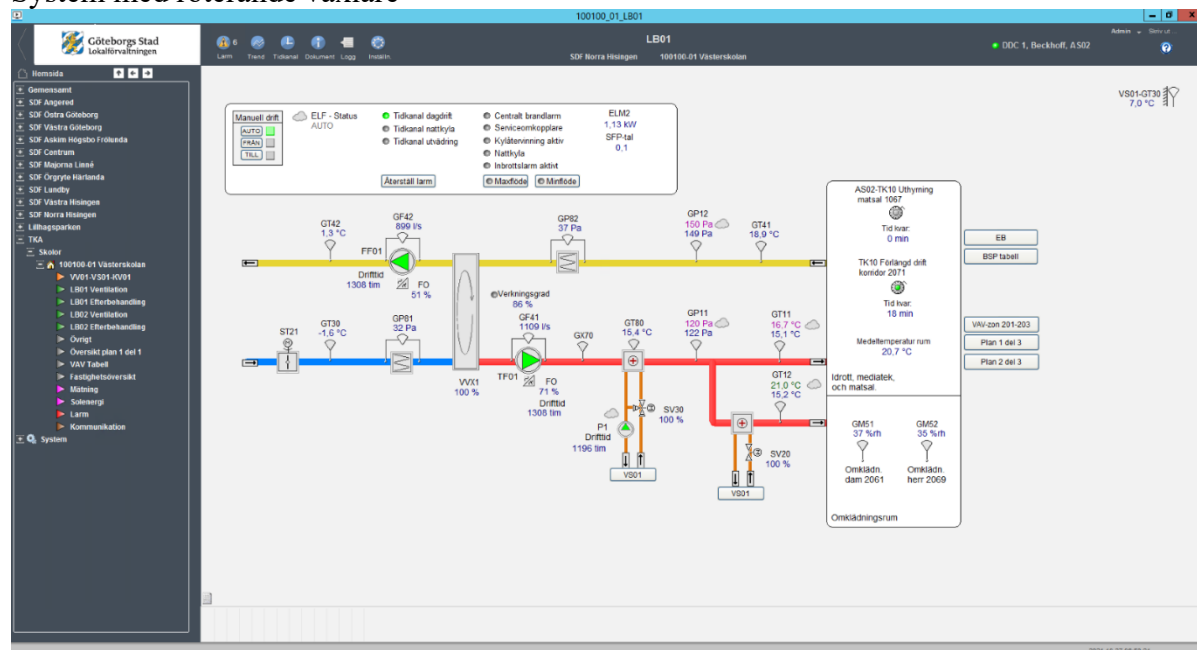 System med roterande växlare
100100_01_LB01
Göteborgs Stad
Lokalförvaltningen
6
Larm Trend Tidkanal Dokument Logg Inställn.
LB01
SDF Norra Hisingen 100100-01 Västerskolan
DDC 1, Beckhoff, AS02
Admin Skriv ut...
Hemsida
Gemensamt
SDF Angered
SDF Östra Göteborg
SDF Västra Göteborg
SDF Askim Högsbo Frölunda
SDF Centrum
SDF Majorna Linné
SDF Örgryte Härlanda
SDF Lundby
SDF Västra Hisingen
SDF Norra Hisingen
Lillhagsparken
TKA
Skolor
100100-01 Västerskolan
VV01-VS01-KV01
LB01 Ventilation
LB01 Efterbehandling
LB02 Ventilation
LB02 Efterbehandling
Övrigt
Översikt plan 1 del 1
VAV Tabell
Fastighetsöversikt
Mätning
Solenergi
Larm
Kommunikation
System
VS01-GT30
7,0 °C
Manuell drift
AUTO
FRÅN
TILL
ELF - Status
AUTO
Tidkanal dagdrift
Tidkanal nattkyla
Tidkanal utvädring
Återställ larm
Centralt brandlarm
Serviceomkopplare
Kylåtervinning aktiv
Nattkyla
Inbrottslarm aktivt
Maxflöde Minflöde
ELM2
1,13 kW
SFP-tal
0.1
GT42
1,3 °C
GF42
899 l/s
FF01
Drifttid
1308 tim
FO
51 %
GP82
37 Pa
GP12
150 Pa
149 Pa
GT41
18,9 °C
Verkningsgrad
86 %
ST21
GT30
-1,6 °C
GP81
32 Pa
VVX1
100 %
GF41
1109 l/s
TF01
FO
71 %
Drifttid
1308 tim
GX70
GT80
15,4 °C
GP11
120 Pa
122 Pa
GT11
16,7 °C
15,1 °C
GT12
21,0 °C
15,2 °C
P1
Drifttid
1196 tim
SV30
100 %
VS01
SV20
100 %
VS01
AS02-TK10 Uthyrning
matsal 1067
Tid kvar:
0 min
TK10 Förlängd drift
korridor 2071
Tid kvar:
18 min
Medeltemperatur rum
20,7 °C
Idrott, mediatek,
och matsal.
GM51
37 %rh
GM52
35 %rh
Omklädn.
dam 2061
Omklädn.
herr 2069
Omklädningsrum
EB
BSP tabell
VAV-zon 201-203
Plan 1 del 3
Plan 2 del 3